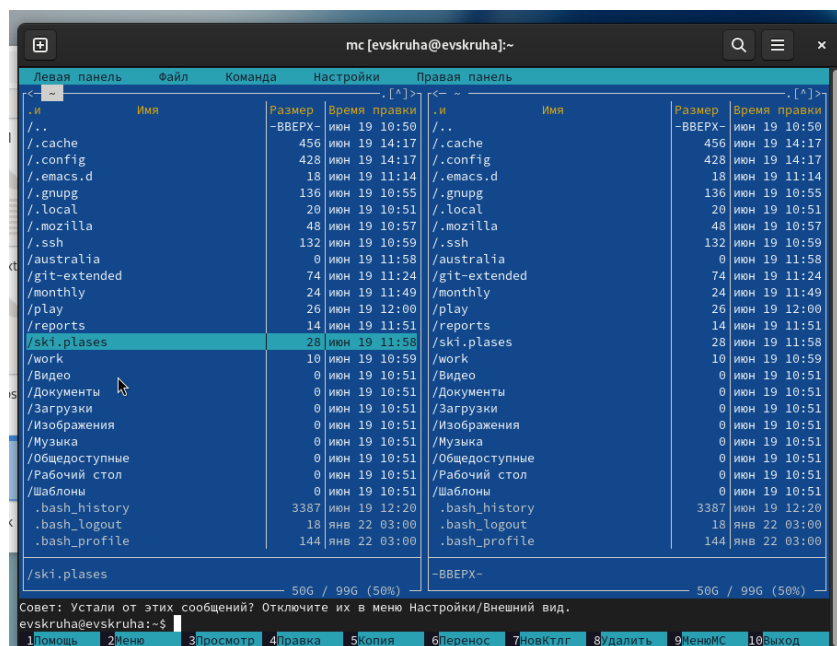 mc [evskruha@evskruha]:~
Левая панель Файл Команда Настройки Правая панель
<- ~ .[^]> <- ~ .[^]>
.и Имя Размер Время правки .и Имя Размер Время правки
/.. -ВВЕРХ- июн 19 10:50 /.. -ВВЕРХ- июн 19 10:50
/.cache 456 июн 19 14:17 /.cache 456 июн 19 14:17
/.config 428 июн 19 14:17 /.config 428 июн 19 14:17
/.emacs.d 18 июн 19 11:14 /.emacs.d 18 июн 19 11:14
/.gnupg 136 июн 19 10:55 /.gnupg 136 июн 19 10:55
/.local 20 июн 19 10:51 /.local 20 июн 19 10:51
/.mozilla 48 июн 19 10:57 /.mozilla 48 июн 19 10:57
/.ssh 132 июн 19 10:59 /.ssh 132 июн 19 10:59
/australia 0 июн 19 11:58 /australia 0 июн 19 11:58
/git-extended 74 июн 19 11:24 /git-extended 74 июн 19 11:24
/monthly 24 июн 19 11:49 /monthly 24 июн 19 11:49
/play 26 июн 19 12:00 /play 26 июн 19 12:00
/reports 14 июн 19 11:51 /reports 14 июн 19 11:51
/ski.plases 28 июн 19 11:58 /ski.plases 28 июн 19 11:58
/work 10 июн 19 10:59 /work 10 июн 19 10:59
/Видео 0 июн 19 10:51 /Видео 0 июн 19 10:51
/Документы 0 июн 19 10:51 /Документы 0 июн 19 10:51
/Загрузки 0 июн 19 10:51 /Загрузки 0 июн 19 10:51
/Изображения 0 июн 19 10:51 /Изображения 0 июн 19 10:51
/Музыка 0 июн 19 10:51 /Музыка 0 июн 19 10:51
/Общедоступные 0 июн 19 10:51 /Общедоступные 0 июн 19 10:51
/Рабочий стол 0 июн 19 10:51 /Рабочий стол 0 июн 19 10:51
/Шаблоны 0 июн 19 10:51 /Шаблоны 0 июн 19 10:51
.bash_history 3387 июн 19 12:20 .bash_history 3387 июн 19 12:20
.bash_logout 18 янв 22 03:00 .bash_logout 18 янв 22 03:00
.bash_profile 144 янв 22 03:00 .bash_profile 144 янв 22 03:00
/ski.plases -ВВЕРХ-
50G / 99G (50%) 50G / 99G (50%)
Совет: Устали от этих сообщений? Отключите их в меню Настройки/Внешний вид.
evskruha@evskruha:~$
1Помощь 2Меню 3Просмотр 4Правка 5Копия 6Перенос 7НовКтлг 8Удалить 9МенюМС 10Выход